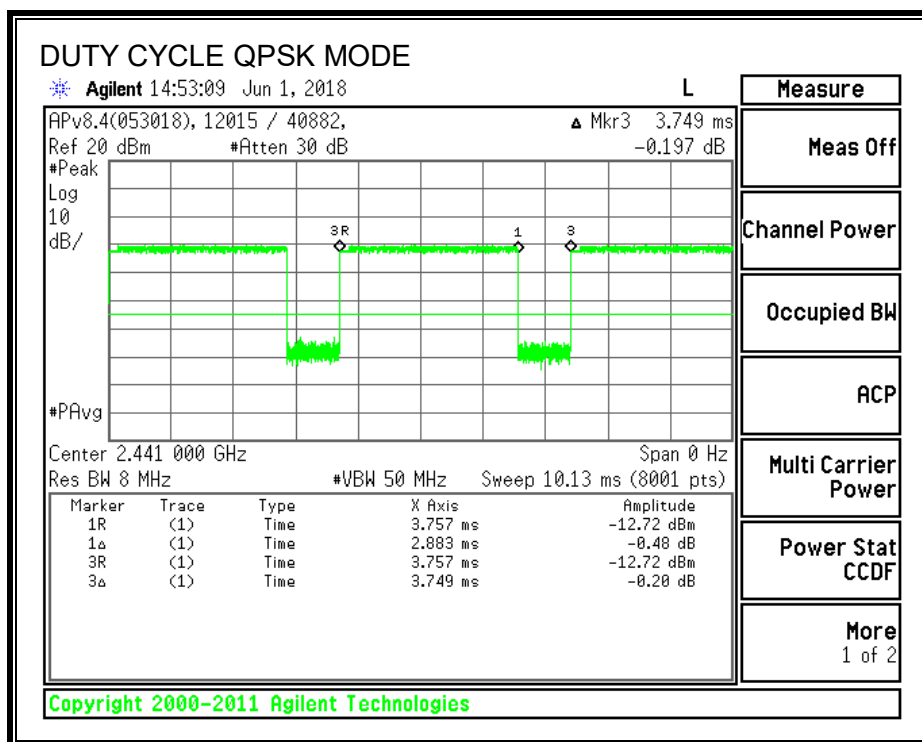 DUTY CYCLE QPSK MODE
Agilent 14:53:09 Jun 1, 2018 L
APv8.4(053018), 12015 / 40882, Δ Mkr3 3.749 ms
Ref 20 dBm #Atten 30 dB -0.197 dB
#Peak
Log
10
dB/
3R 1 3
#PAvg
Center 2.441 000 GHz Span 0 Hz
Res BW 8 MHz #VBW 50 MHz Sweep 10.13 ms (8001 pts)
Marker Trace Type X Axis Amplitude
1R (1) Time 3.757 ms -12.72 dBm
1Δ (1) Time 2.883 ms -0.48 dB
3R (1) Time 3.757 ms -12.72 dBm
3Δ (1) Time 3.749 ms -0.20 dB
Measure
Meas Off
Channel Power
Occupied BW
ACP
Multi Carrier
Power
Power Stat
CCDF
More
1 of 2
Copyright 2000-2011 Agilent Technologies